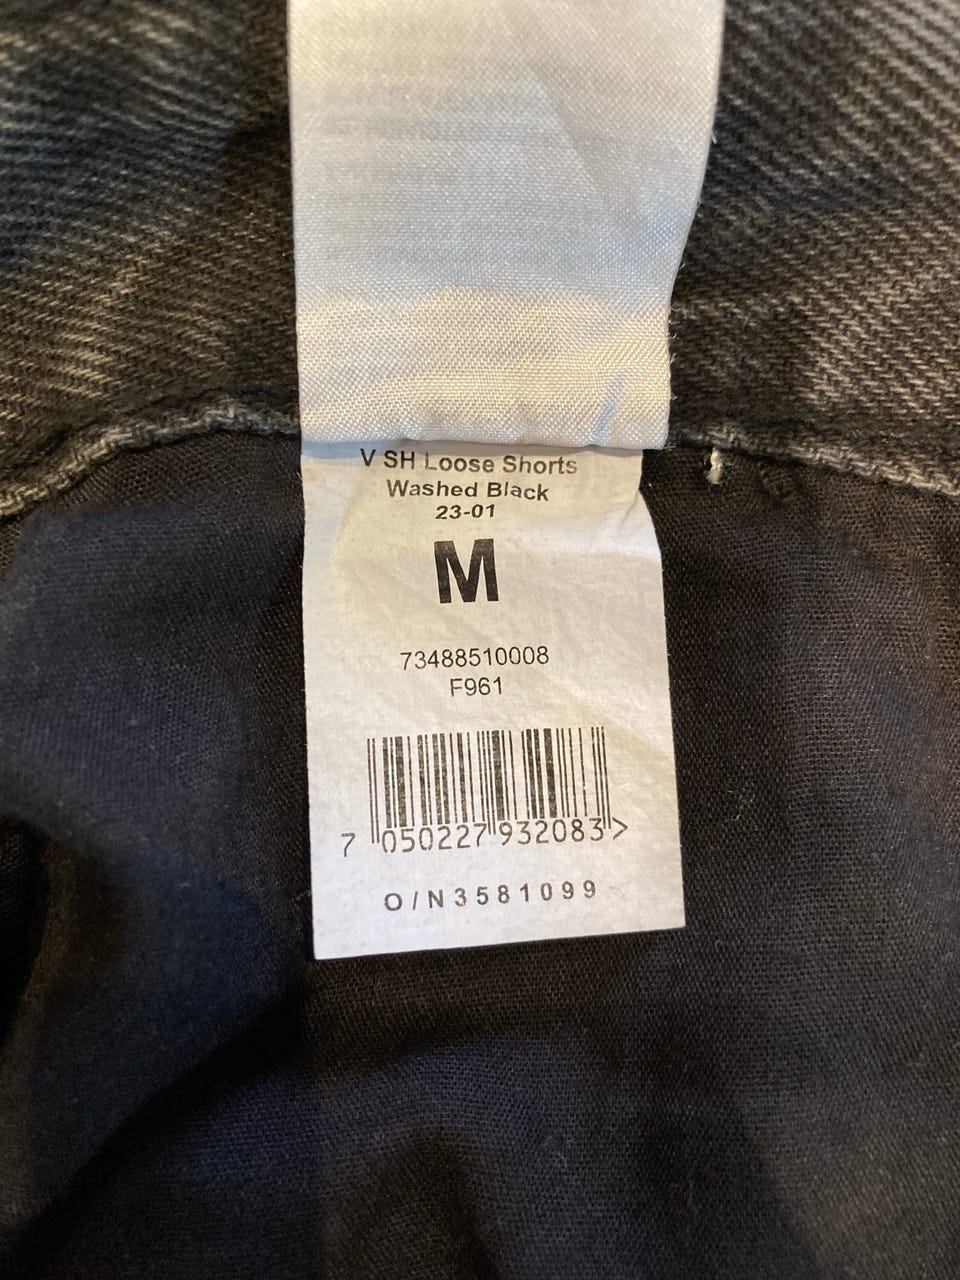 V SH Loose Shorts
Washed Black
23-01
M
73488510008
F961
7 050227 932083 >
O/N3581099